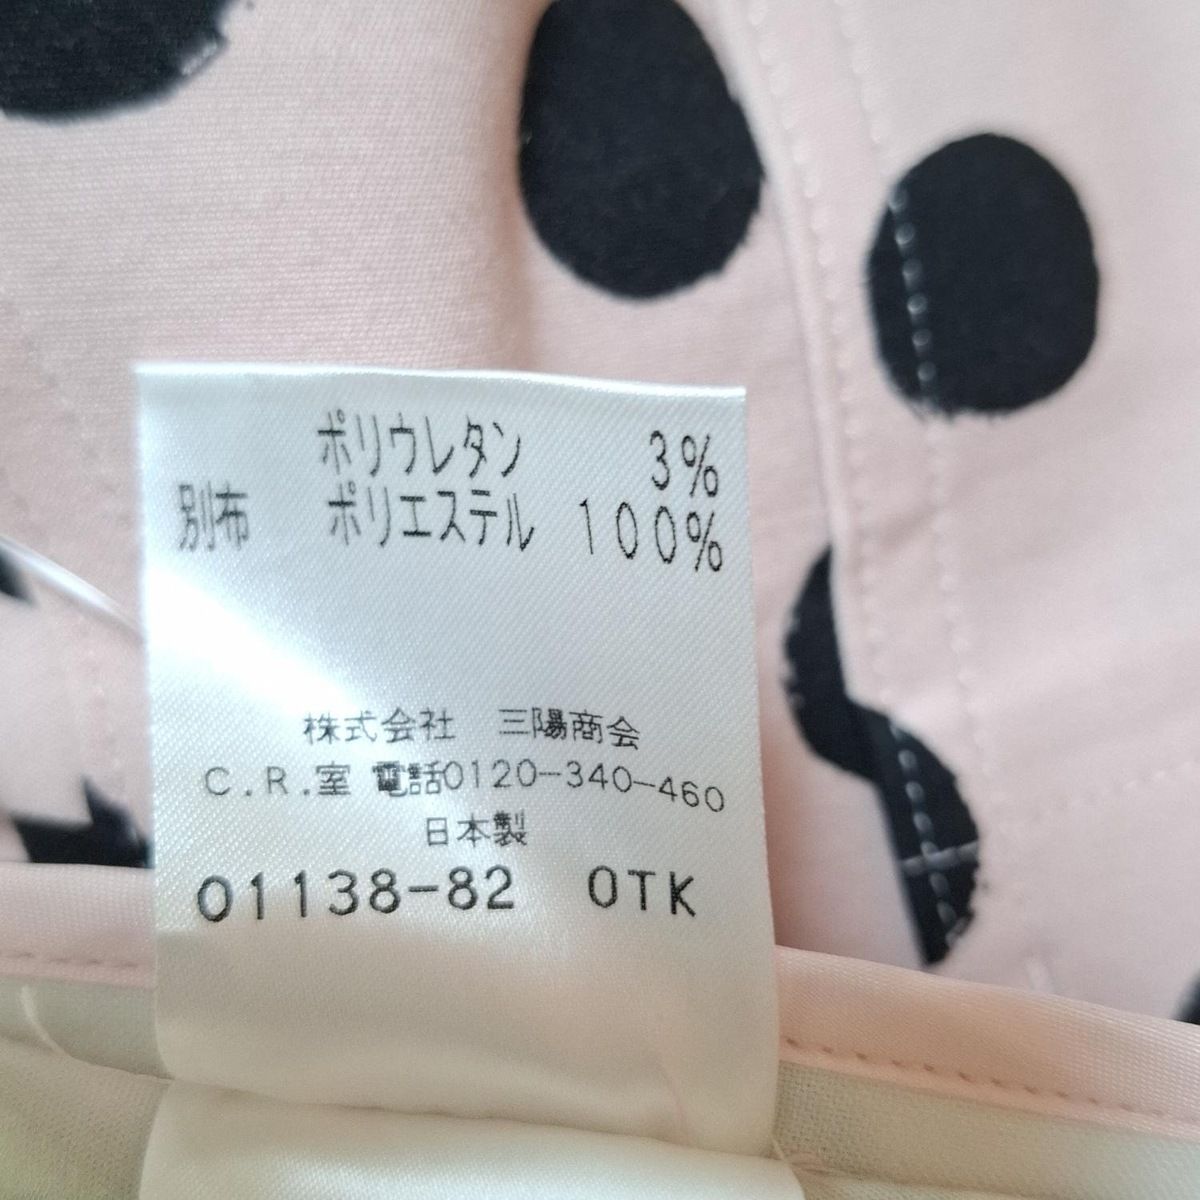 ポリウレタン 3%
別布 ポリエステル 100%
株式会社 三陽商会
C.R.室 電話0120-340-460
日本製
01138-82 OTK